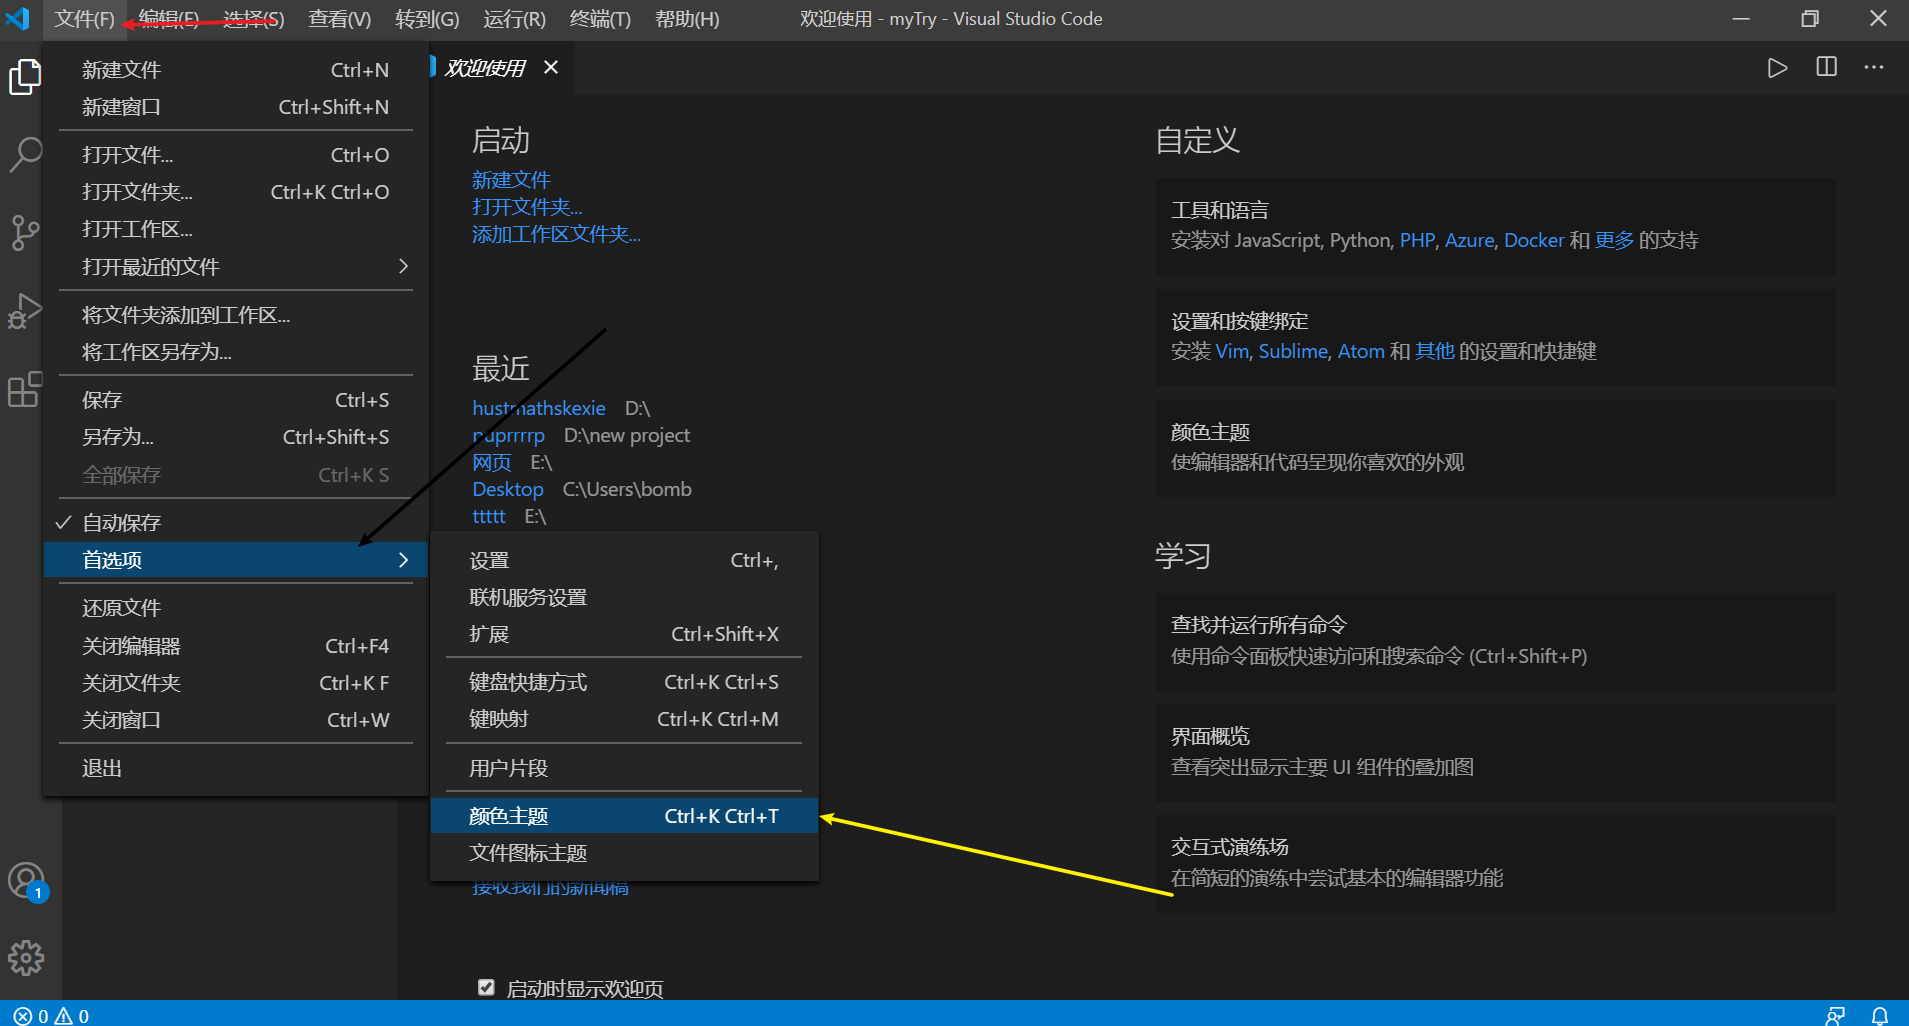 文件(F) 编辑(E) 选择(S) 查看(V) 转到(G) 运行(R) 终端(T) 帮助(H) 欢迎使用 - myTry - Visual Studio Code
新建文件 Ctrl+N
新建窗口 Ctrl+Shift+N
打开文件... Ctrl+O
打开文件夹... Ctrl+K Ctrl+O
打开工作区...
打开最近的文件
将文件夹添加到工作区...
将工作区另存为...
保存 Ctrl+S
另存为... Ctrl+Shift+S
全部保存 Ctrl+K S
自动保存
首选项
还原文件
关闭编辑器 Ctrl+F4
关闭文件夹 Ctrl+K F
关闭窗口 Ctrl+W
退出
设置 Ctrl+,
联机服务设置
扩展 Ctrl+Shift+X
键盘快捷方式 Ctrl+K Ctrl+S
键映射 Ctrl+K Ctrl+M
用户片段
颜色主题 Ctrl+K Ctrl+T
文件图标主题
欢迎使用
启动
新建文件
打开文件夹...
添加工作区文件夹...
最近
hustmathskexie D:\
nuprrrrp D:\new project
网页 E:\
Desktop C:\Users\bomb
ttttt E:\
接收我们的新闻稿
启动时显示欢迎页
自定义
工具和语言
安装对 JavaScript, Python, PHP, Azure, Docker 和 更多 的支持
设置和按键绑定
安装 Vim, Sublime, Atom 和 其他 的设置和快捷键
颜色主题
使编辑器和代码呈现你喜欢的外观
学习
查找并运行所有命令
使用命令面板快速访问和搜索命令 (Ctrl+Shift+P)
界面概览
查看突出显示主要 UI 组件的叠加图
交互式演练场
在简短的演练中尝试基本的编辑器功能
1
0 0